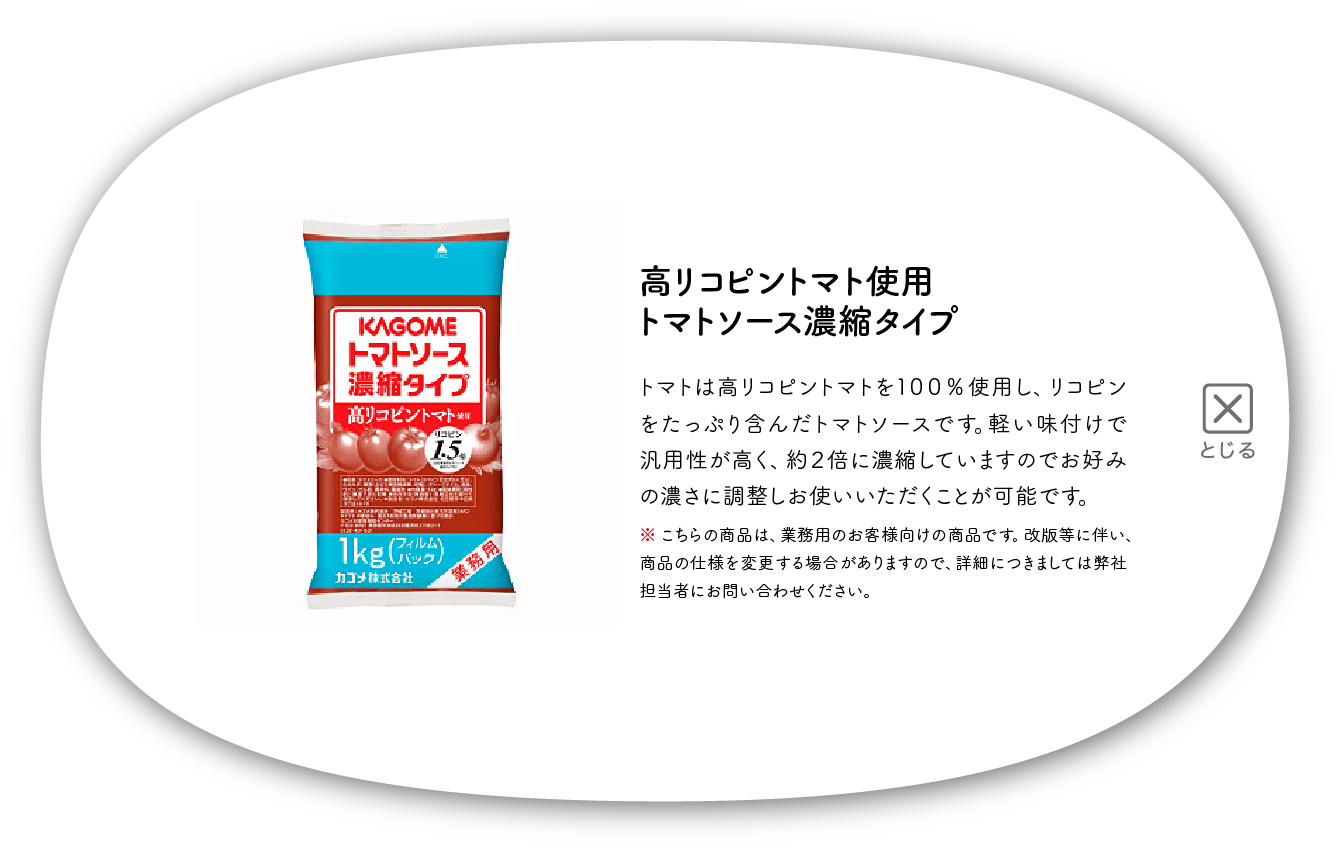 KAGOME
トマトソース
濃縮タイプ
高リコピントマト使用
リコピン
1.5
1kg(フィルムパック)
業務用
カゴメ株式会社
高リコピントマト使用
トマトソース濃縮タイプ
トマトは高リコピントマトを100%使用し、リコピン
をたっぷり含んだトマトソースです。軽い味付けで
汎用性が高く、約2倍に濃縮していますのでお好み
の濃さに調整しお使いいただくことが可能です。
※ こちらの商品は、業務用のお客様向けの商品です。改版等に伴い、
商品の仕様を変更する場合がありますので、詳細につきましては弊社
担当者にお問い合わせください。
とじる